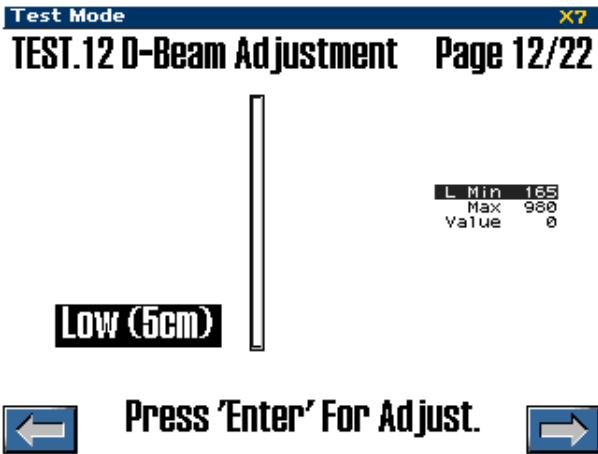 Test Mode X7
TEST.12 D-Beam Adjustment Page 12/22
L Min 165
Max 980
Value 0
Low (5cm)
Press 'Enter' For Adjust.